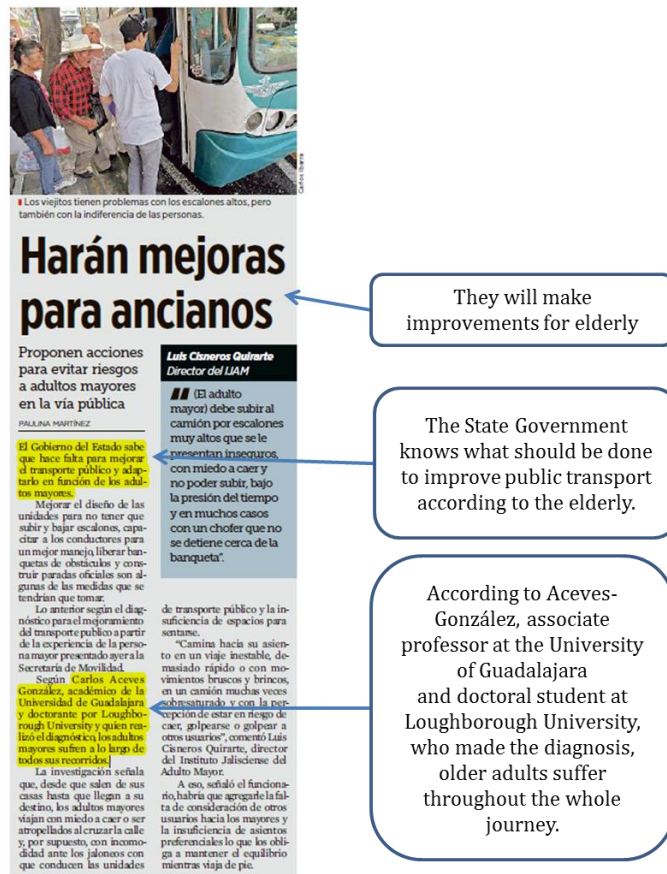 Carlos Ibarra
Los viejitos tienen problemas con los escalones altos, pero
también con la indiferencia de las personas.
Harán mejoras
para ancianos
Proponen acciones
para evitar riesgos
a adultos mayores
en la vía pública
PAULINA MARTÍNEZ
El Gobierno del Estado sabe
que hace falta para mejorar
el transporte público y adap-
tarlo en función de los adul-
tos mayores.
Mejorar el diseño de las
unidades para no tener que
subir y bajar escalones, capa-
citar a los conductores para
un mejor manejo, liberar ban-
quetas de obstáculos y cons-
truir paradas oficiales son al-
gunas de las medidas que se
tendrían que tomar.
Lo anterior según el diag-
nóstico para el mejoramiento
del transporte publico a partir
de la experiencia de la perso-
na mayor presentado ayer a la
Secretaría de Movilidad.
Según Carlos Aceves
González, académico de la
Universidad de Guadalajara
y doctorante por Loughbo-
rough University y quien rea-
lizó el diagnóstico, los adultos
mayores sufren a lo largo de
todos sus recorridos.
La investigación señala
que, desde que salen de sus
casas hasta que llegan a su
destino, los adultos mayores
viajan con miedo a caer o ser
atropellados al cruzar la calle
y, por supuesto, con incomo-
didad ante los jaloneos con
que conducen las unidades
Luis Cisneros Quirarte
Director del IJAM
(El adulto
mayor) debe subir al
camión por escalones
muy altos que se le
presentan inseguros,
con miedo a caer y
no poder subir, bajo
la presión del tiempo
y en muchos casos
con un chofer que no
se detiene cerca de la
banqueta".
de transporte público y la in-
suficiencia de espacios para
sentarse.
"Camina hacia su asien-
to en un viaje inestable, de-
masiado rápido o con mo-
vimientos bruscos y brincos,
en un camión muchas veces
sobresaturado y con la per-
cepción de estar en riesgo de
caer, golpearse o golpear a
otros usuarios", comentó Luis
Cisneros Quirarte, director
del Instituto Jalisciense del
Adulto Mayor.
A eso, señaló el funciona-
rio, habría que agregarle la fal-
ta de consideración de otros
usuarios hacia los mayores y
la insuficiencia de asientos
preferenciales lo que los obli-
ga a mantener el equilibrio
mientras viaja de pie.
They will make
improvements for elderly
The State Government
knows what should be done
to improve public transport
according to the elderly.
According to Aceves-
González, associate
professor at the University
of Guadalajara
and doctoral student at
Loughborough University,
who made the diagnosis,
older adults suffer
throughout the whole
journey.